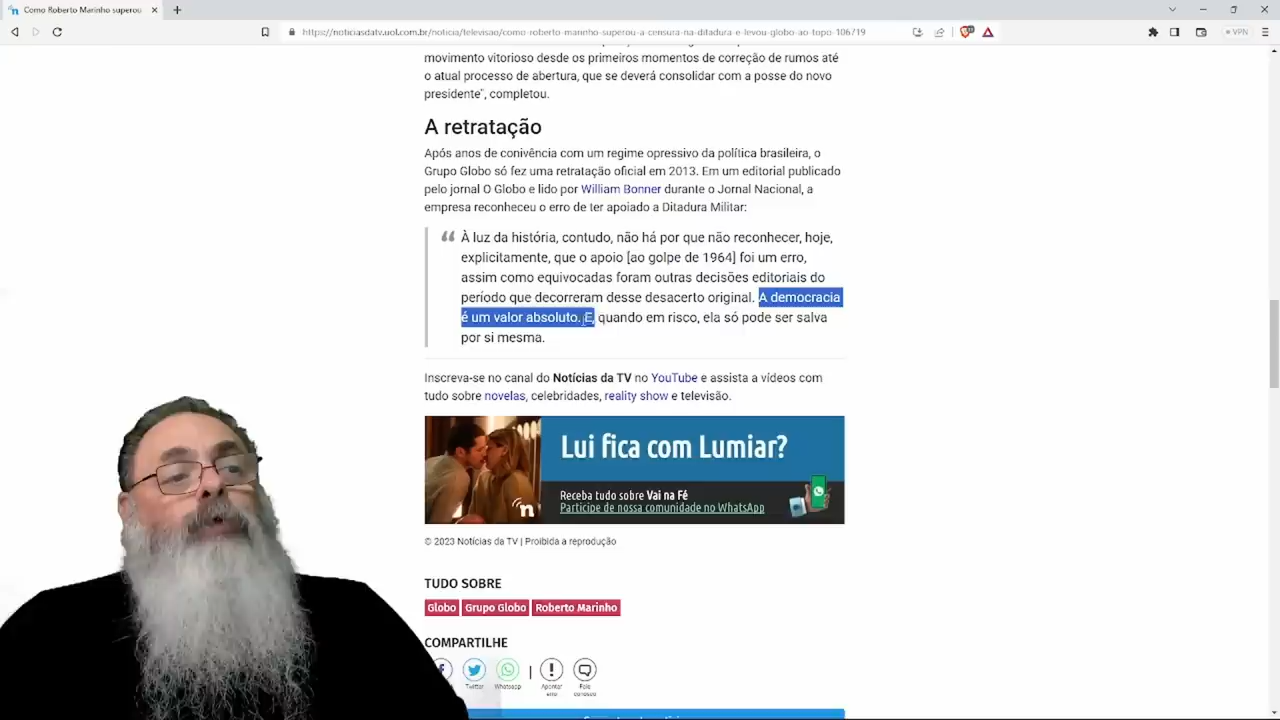 Como Roberto Marinho superou
https://noticiasdatv.uol.com.br/noticia/televisao/como-roberto-marinho-superou-a-censura-na-ditadura-e-levou-globo-ao-topo-106719
VPN
movimento vitorioso desde os primeiros momentos de correção de rumos até
o atual processo de abertura, que se deverá consolidar com a posse do novo
presidente", completou.
A retratação
Após anos de conivência com um regime opressivo da política brasileira, o
Grupo Globo só fez uma retratação oficial em 2013. Em um editorial publicado
pelo jornal O Globo e lido por William Bonner durante o Jornal Nacional, a
empresa reconheceu o erro de ter apoiado a Ditadura Militar:
“ À luz da história, contudo, não há por que não reconhecer, hoje,
explicitamente, que o apoio [ao golpe de 1964] foi um erro,
assim como equivocadas foram outras decisões editoriais do
período que decorreram desse desacerto original. A democracia
é um valor absoluto. E, quando em risco, ela só pode ser salva
por si mesma.
Inscreva-se no canal do Notícias da TV no YouTube e assista a vídeos com
tudo sobre novelas, celebridades, reality show e televisão.
Lui fica com Lumiar?
Receba tudo sobre Vai na Fé
Participe de nossa comunidade no WhatsApp
n
© 2023 Notícias da TV | Proibida a reprodução
TUDO SOBRE
Globo Grupo Globo Roberto Marinho
COMPARTILHE
Twitter Whatsapp Apontar erro Fale conosco